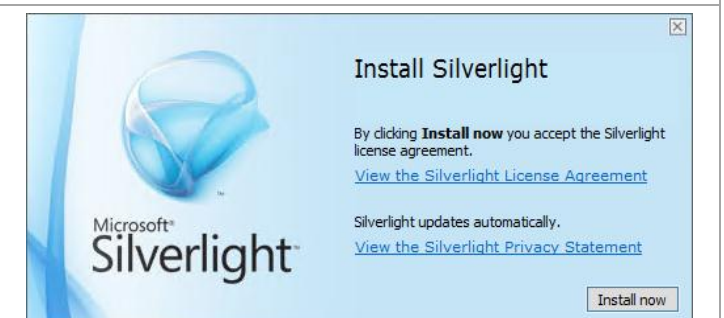 Install Silverlight
By clicking Install now you accept the Silverlight
license agreement.
View the Silverlight License Agreement
Silverlight updates automatically.
View the Silverlight Privacy Statement
Microsoft®
Silverlight™
Install now